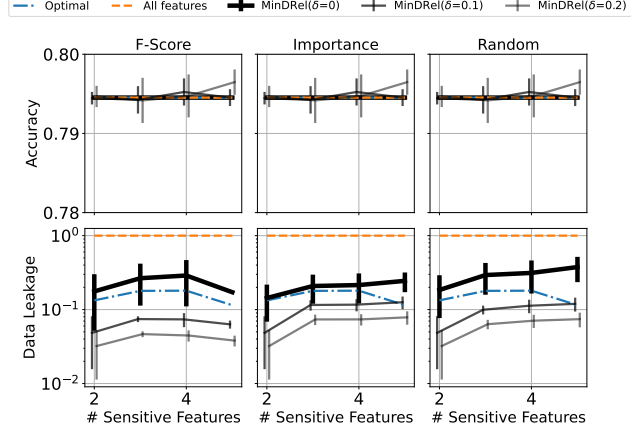 Optimal All features MinDRel(δ=0) MinDRel(δ=0.1) MinDRel(δ=0.2)
F-Score Importance Random
0.80
0.79
0.78
Accuracy
10⁰
10⁻¹
10⁻²
Data Leakage
2 4 2 4 2 4
# Sensitive Features # Sensitive Features # Sensitive Features